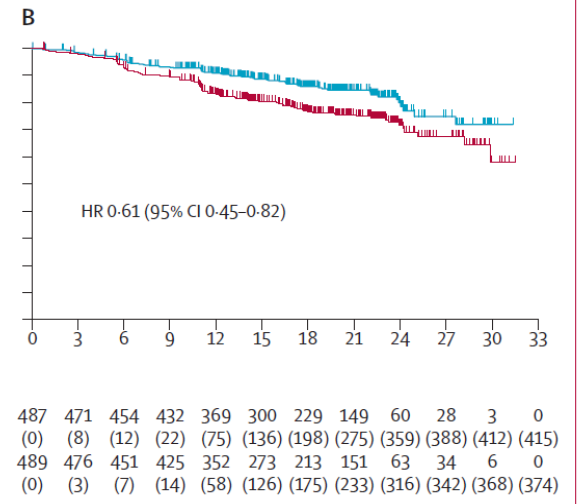 B
HR 0·61 (95% CI 0·45–0·82)
0 3 6 9 12 15 18 21 24 27 30 33
487 471 454 432 369 300 229 149 60 28 3 0
(0) (8) (12) (22) (75) (136) (198) (275) (359) (388) (412) (415)
489 476 451 425 352 273 213 151 63 34 6 0
(0) (3) (7) (14) (58) (126) (175) (233) (316) (342) (368) (374)